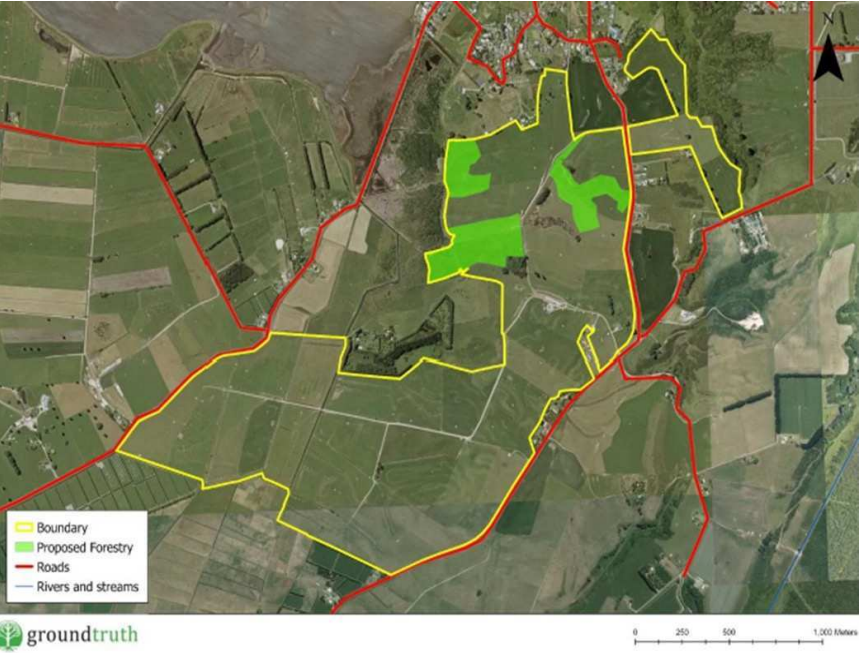 N
Boundary
Proposed Forestry
Roads
Rivers and streams
groundtruth
0 250 500 1,000 Meters